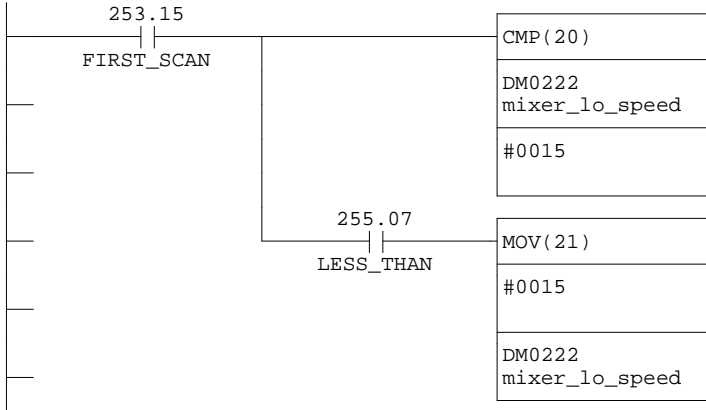 253.15
FIRST_SCAN
CMP(20)
DM0222
mixer_lo_speed
#0015
255.07
LESS_THAN
MOV(21)
#0015
DM0222
mixer_lo_speed